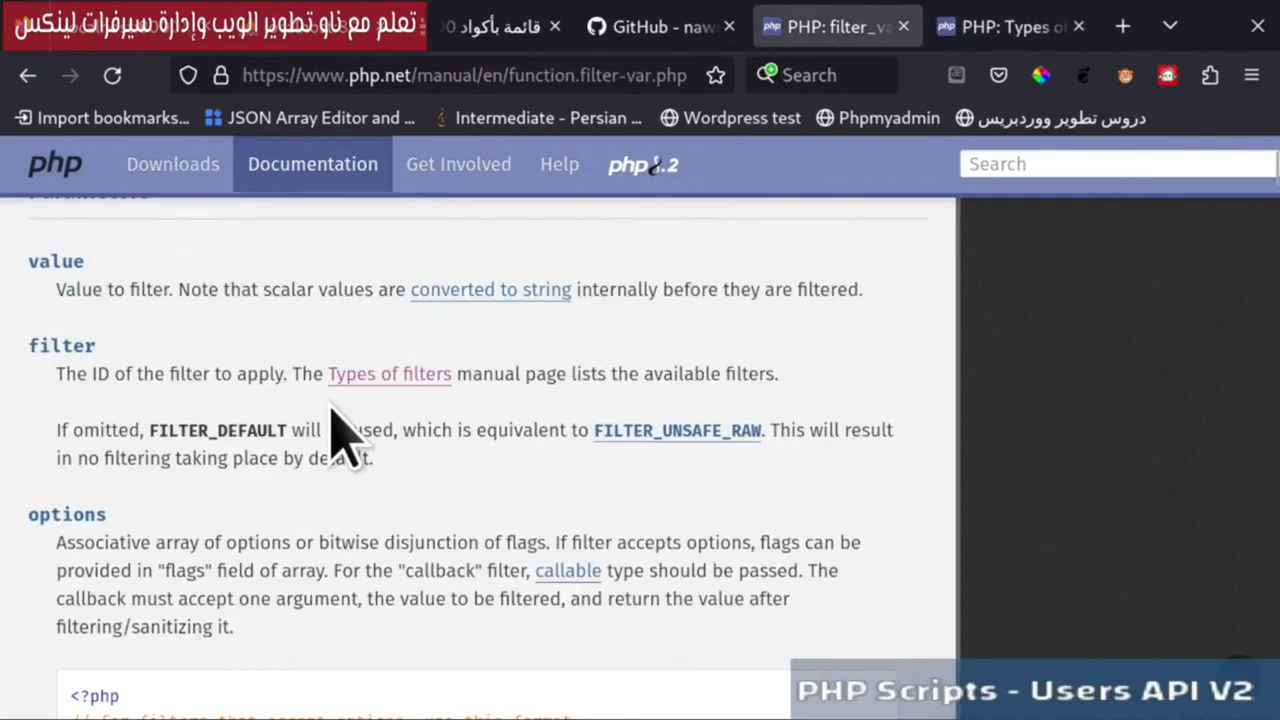 تعلم مع ناو تطوير الويب وإدارة سيرفرات لينكس
قائمة بأكواد
GitHub - naw
PHP: filter_va
PHP: Types of
https://www.php.net/manual/en/function.filter-var.php
Search
Import bookmarks...
JSON Array Editor and ...
Intermediate - Persian ...
Wordpress test
Phpmyadmin
دروس تطوير ووردبريس
php
Downloads
Documentation
Get Involved
Help
php8.2
Search
value
Value to filter. Note that scalar values are converted to string internally before they are filtered.
filter
The ID of the filter to apply. The Types of filters manual page lists the available filters.
If omitted, FILTER_DEFAULT will used, which is equivalent to FILTER_UNSAFE_RAW. This will result
in no filtering taking place by default.
options
Associative array of options or bitwise disjunction of flags. If filter accepts options, flags can be
provided in "flags" field of array. For the "callback" filter, callable type should be passed. The
callback must accept one argument, the value to be filtered, and return the value after
filtering/sanitizing it.
<?php
PHP Scripts - Users API V2